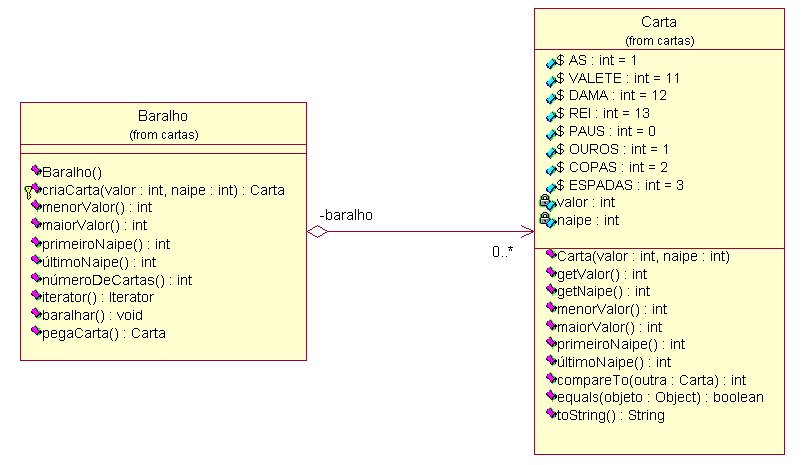 Baralho
(from cartas)
Baralho()
criaCarta(valor : int, naipe : int) : Carta
menorValor() : int
maiorValor() : int
primeiroNaipe() : int
últimoNaipe() : int
númeroDeCartas() : int
iterator() : Iterator
baralhar() : void
pegaCarta() : Carta
-baralho
0..*
Carta
(from cartas)
$ AS : int = 1
$ VALETE : int = 11
$ DAMA : int = 12
$ REI : int = 13
$ PAUS : int = 0
$ OUROS : int = 1
$ COPAS : int = 2
$ ESPADAS : int = 3
valor : int
naipe : int
Carta(valor : int, naipe : int)
getValor() : int
getNaipe() : int
menorValor() : int
maiorValor() : int
primeiroNaipe() : int
últimoNaipe() : int
compareTo(outra : Carta) : int
equals(objeto : Object) : boolean
toString() : String